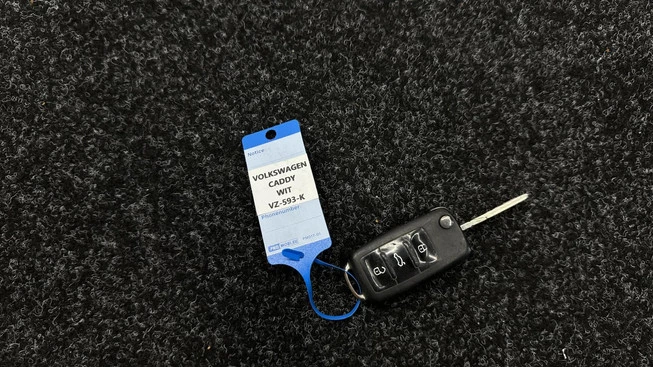 Notice
VOLKSWAGEN
CADDY
WIT
VZ-593-K
Phonenumber